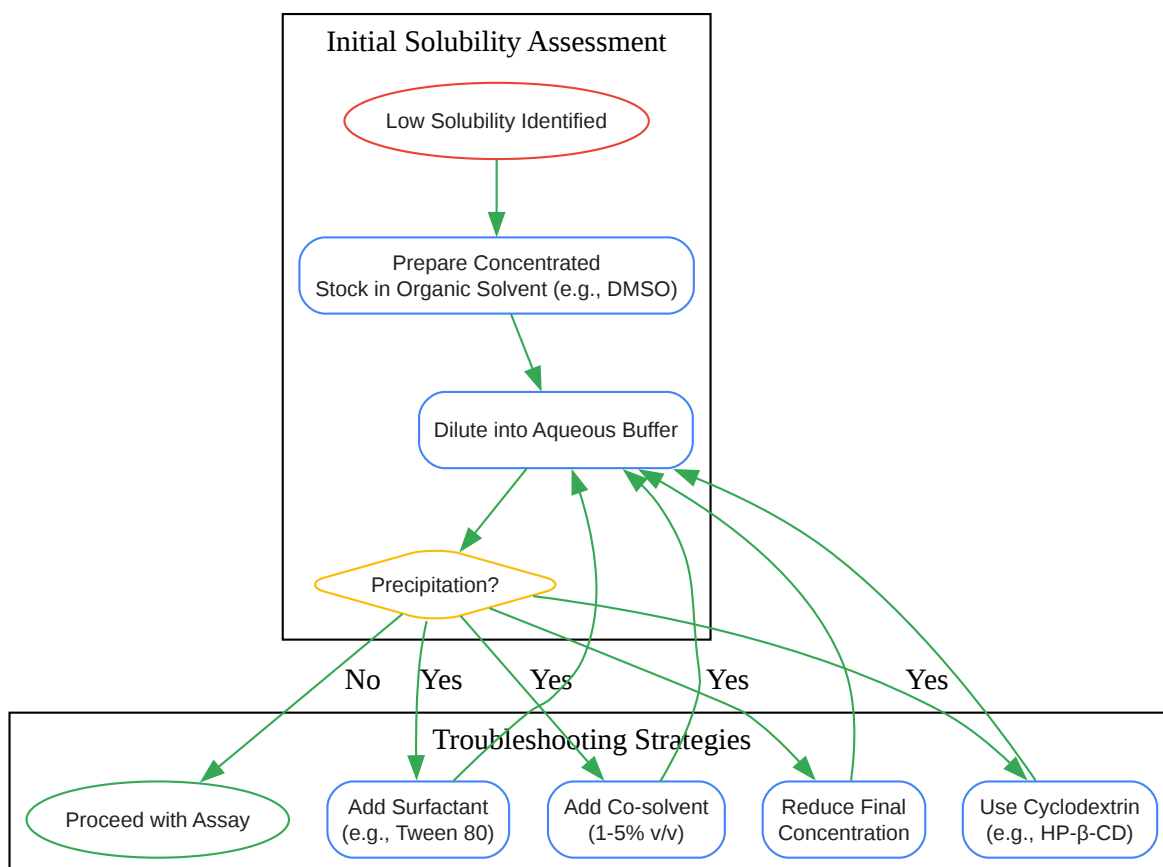 Initial Solubility Assessment
Low Solubility Identified
Prepare Concentrated
Stock in Organic Solvent (e.g., DMSO)
Dilute into Aqueous Buffer
Precipitation?
No
Yes
Yes
Yes
Yes
Troubleshooting Strategies
Proceed with Assay
Add Surfactant
(e.g., Tween 80)
Add Co-solvent
(1-5% v/v)
Reduce Final
Concentration
Use Cyclodextrin
(e.g., HP-β-CD)